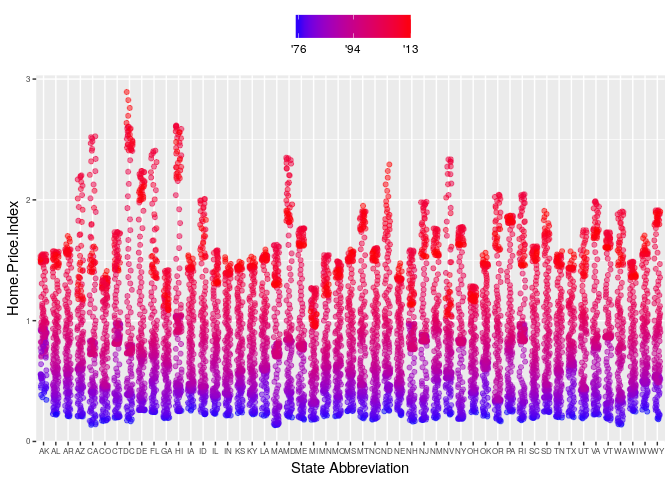 '76 '94 '13
3
2
1
0
Home.Price.Index
AK AL AR AZ CA CO CT DC DE FL GA HI IA ID IL IN KS KY LA MA MD ME MI MN MO MS MT NC ND NE NH NJ NM NV NY OH OK OR PA RI SC SD TN TX UT VA VT WA WI WV WY
State Abbreviation